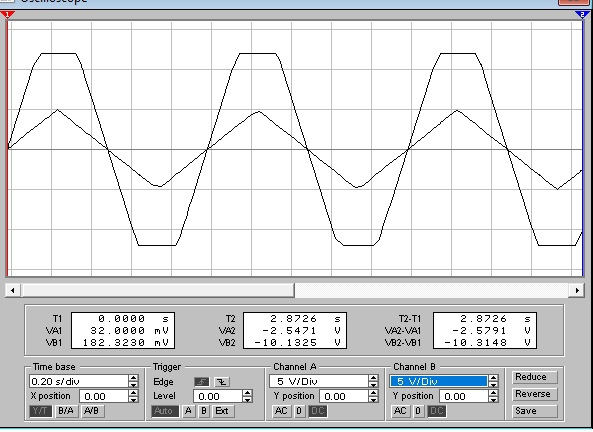 Oscilloscope
1 2
T1 0.0000 s T2 2.8726 s T2-T1 2.8726 s
VA1 32.0000 mV VA2 -2.5471 V VA2-VA1 -2.5791 V
VB1 182.3230 mV VB2 -10.1325 V VB2-VB1 -10.3148 V
Time base Trigger Channel A Channel B
0.20 s/div Edge 5 V/Div 5 V/Div Reduce
X position 0.00 Level 0.00 Y position 0.00 Y position 0.00 Reverse
Y/T B/A A/B Auto A B Ext AC 0 DC AC 0 DC Save